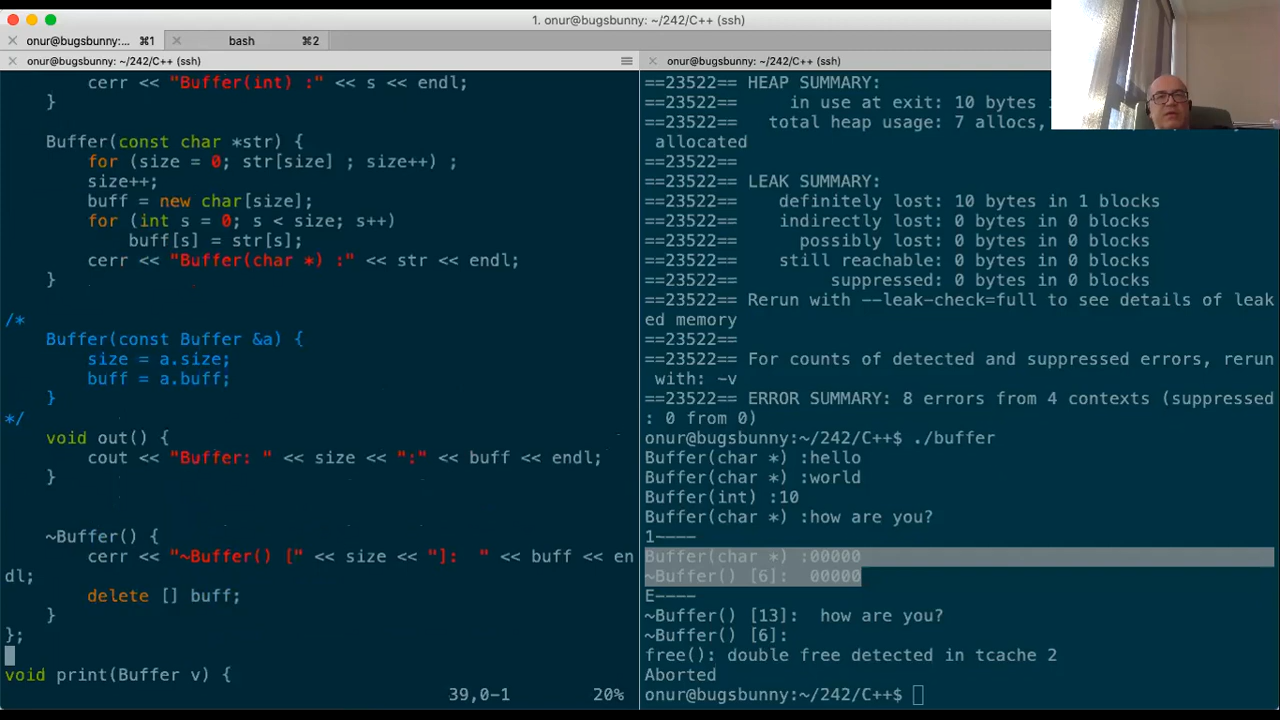 1. onur@bugsbunny: ~/242/C++ (ssh)
onur@bugsbunny:... ⌘1
bash ⌘2
onur@bugsbunny: ~/242/C++ (ssh)
cerr << "Buffer(int) :" << s << endl;
}
Buffer(const char *str) {
for (size = 0; str[size] ; size++) ;
size++;
buff = new char[size];
for (int s = 0; s < size; s++)
buff[s] = str[s];
cerr << "Buffer(char *) :" << str << endl;
}
/*
Buffer(const Buffer &a) {
size = a.size;
buff = a.buff;
}
*/
void out() {
cout << "Buffer: " << size << ":" << buff << endl;
}
~Buffer() {
cerr << "~Buffer() [" << size << "]:  " << buff << en
dl;
delete [] buff;
}
};
void print(Buffer v) {
39,0-1 20%
onur@bugsbunny: ~/242/C++ (ssh)
==23522== HEAP SUMMARY:
==23522==     in use at exit: 10 bytes in
==23522==   total heap usage: 7 allocs,
allocated
==23522==
==23522== LEAK SUMMARY:
==23522==    definitely lost: 10 bytes in 1 blocks
==23522==    indirectly lost: 0 bytes in 0 blocks
==23522==      possibly lost: 0 bytes in 0 blocks
==23522==    still reachable: 0 bytes in 0 blocks
==23522==         suppressed: 0 bytes in 0 blocks
==23522== Rerun with --leak-check=full to see details of leak
ed memory
==23522==
==23522== For counts of detected and suppressed errors, rerun
with: -v
==23522== ERROR SUMMARY: 8 errors from 4 contexts (suppressed
: 0 from 0)
onur@bugsbunny:~/242/C++$ ./buffer
Buffer(char *) :hello
Buffer(char *) :world
Buffer(int) :10
Buffer(char *) :how are you?
1----
Buffer(char *) :00000
~Buffer() [6]:  00000
E----
~Buffer() [13]:  how are you?
~Buffer() [6]:
free(): double free detected in tcache 2
Aborted
onur@bugsbunny:~/242/C++$